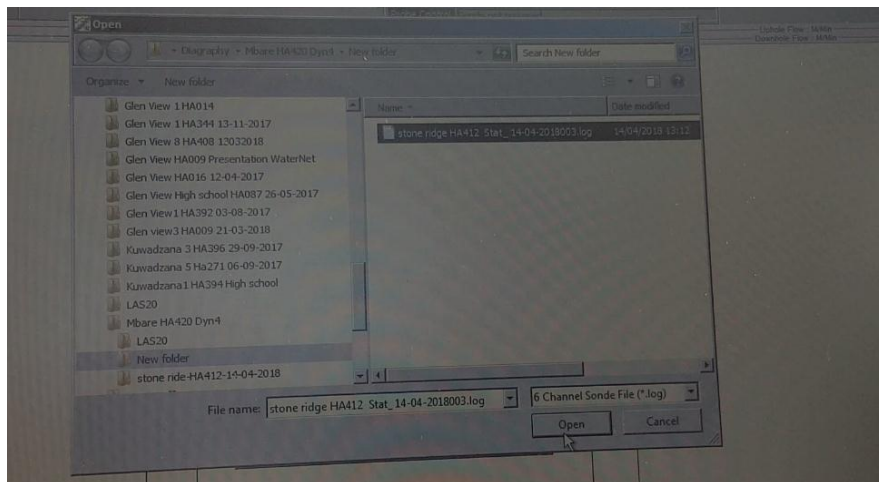 Open
Diagraphy
Mbare HA420 Dyn4
New folder
Search New folder
Organize
New folder
Name
Date modified
Glen View 1 HA014
Glen View 1 HA344 13-11-2017
Glen View 8 HA408 13032018
Glen View HA009 Presentation WaterNet
Glen View HA016 12-04-2017
Glen View High school HA087 26-05-2017
Glen View1 HA392 03-08-2017
Glen view3 HA009 21-03-2018
Kuwadzana 3 HA396 29-09-2017
Kuwadzana 5 Ha271 06-09-2017
Kuwadzana1 HA394 High school
LAS20
Mbare HA420 Dyn4
LAS20
New folder
stone ride-HA412-14-04-2018
stone ridge HA412 Stat_ 14-04-2018003.log
14/04/2018 13:12
File name: stone ridge HA412 Stat_ 14-04-2018003.log
6 Channel Sonde File (*.log)
Open
Cancel